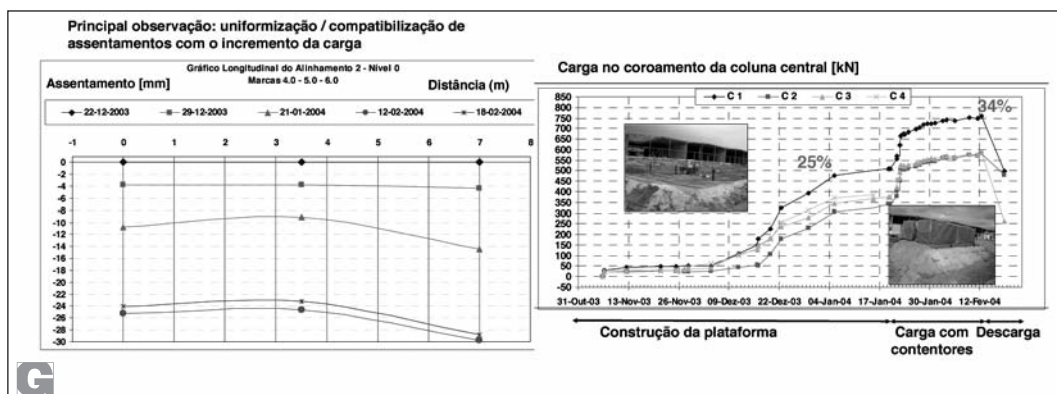 Principal observação: uniformização / compatibilização de
assentamentos com o incremento da carga
Gráfico Longitudinal do Alinhamento 2 - Nível 0
Marcas 4.0 - 5.0 - 6.0
Assentamento [mm]
Distância (m)
22-12-2003
29-12-2003
21-01-2004
12-02-2004
18-02-2004
-1 0 1 2 3 4 5 6 7 8
0
-2
-4
-6
-8
-10
-12
-14
-16
-18
-20
-22
-24
-26
-28
-30
G
Carga no coroamento da coluna central [kN]
C 1 C 2 C 3 C 4
850
800
750
700
650
600
550
500
450
400
350
300
250
200
150
100
50
0
34%
25%
31-Out-03 13-Nov-03 26-Nov-03 09-Dez-03 22-Dez-03 04-Jan-04 17-Jan-04 30-Jan-04 12-Fev-04
Construção da plataforma
Carga com
contentores
Descarga